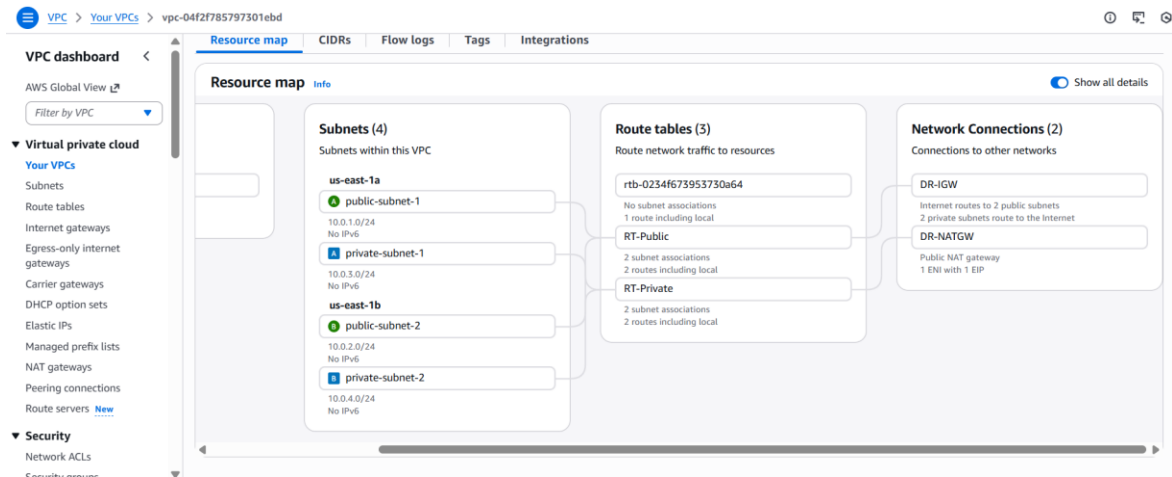 VPC > Your VPCs > vpc-04f2f785797301ebd
VPC dashboard
AWS Global View
Filter by VPC
Virtual private cloud
Your VPCs
Subnets
Route tables
Internet gateways
Egress-only internet
gateways
Carrier gateways
DHCP option sets
Elastic IPs
Managed prefix lists
NAT gateways
Peering connections
Route servers New
Security
Network ACLs
Security groups
Resource map CIDRs Flow logs Tags Integrations
Resource map Info
Show all details
Subnets (4)
Subnets within this VPC
us-east-1a
A public-subnet-1
10.0.1.0/24
No IPv6
A private-subnet-1
10.0.3.0/24
No IPv6
us-east-1b
B public-subnet-2
10.0.2.0/24
No IPv6
B private-subnet-2
10.0.4.0/24
No IPv6
Route tables (3)
Route network traffic to resources
rtb-0234f673953730a64
No subnet associations
1 route including local
RT-Public
2 subnet associations
2 routes including local
RT-Private
2 subnet associations
2 routes including local
Network Connections (2)
Connections to other networks
DR-IGW
Internet routes to 2 public subnets
2 private subnets route to the Internet
DR-NATGW
Public NAT gateway
1 ENI with 1 EIP